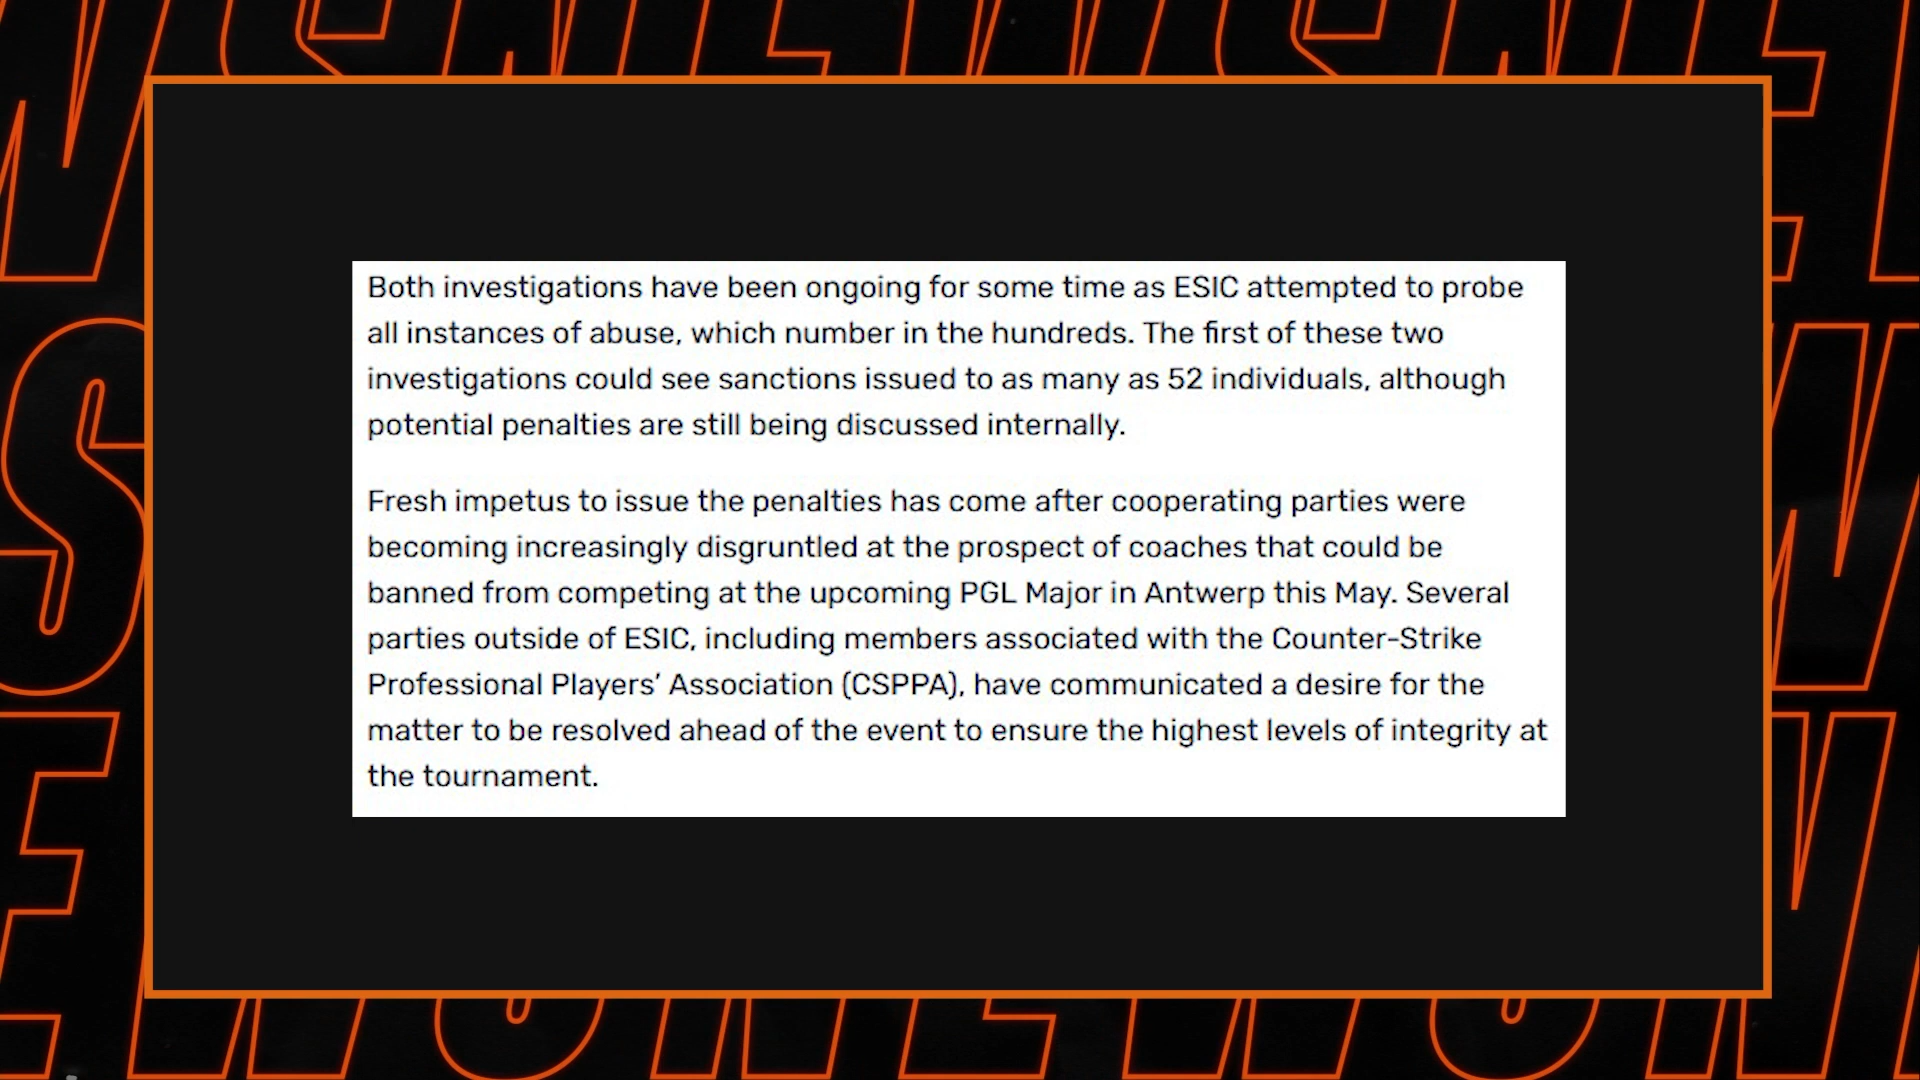 Both investigations have been ongoing for some time as ESIC attempted to probe
all instances of abuse, which number in the hundreds. The first of these two
investigations could see sanctions issued to as many as 52 individuals, although
potential penalties are still being discussed internally.
Fresh impetus to issue the penalties has come after cooperating parties were
becoming increasingly disgruntled at the prospect of coaches that could be
banned from competing at the upcoming PGL Major in Antwerp this May. Several
parties outside of ESIC, including members associated with the Counter-Strike
Professional Players’ Association (CSPPA), have communicated a desire for the
matter to be resolved ahead of the event to ensure the highest levels of integrity at
the tournament.